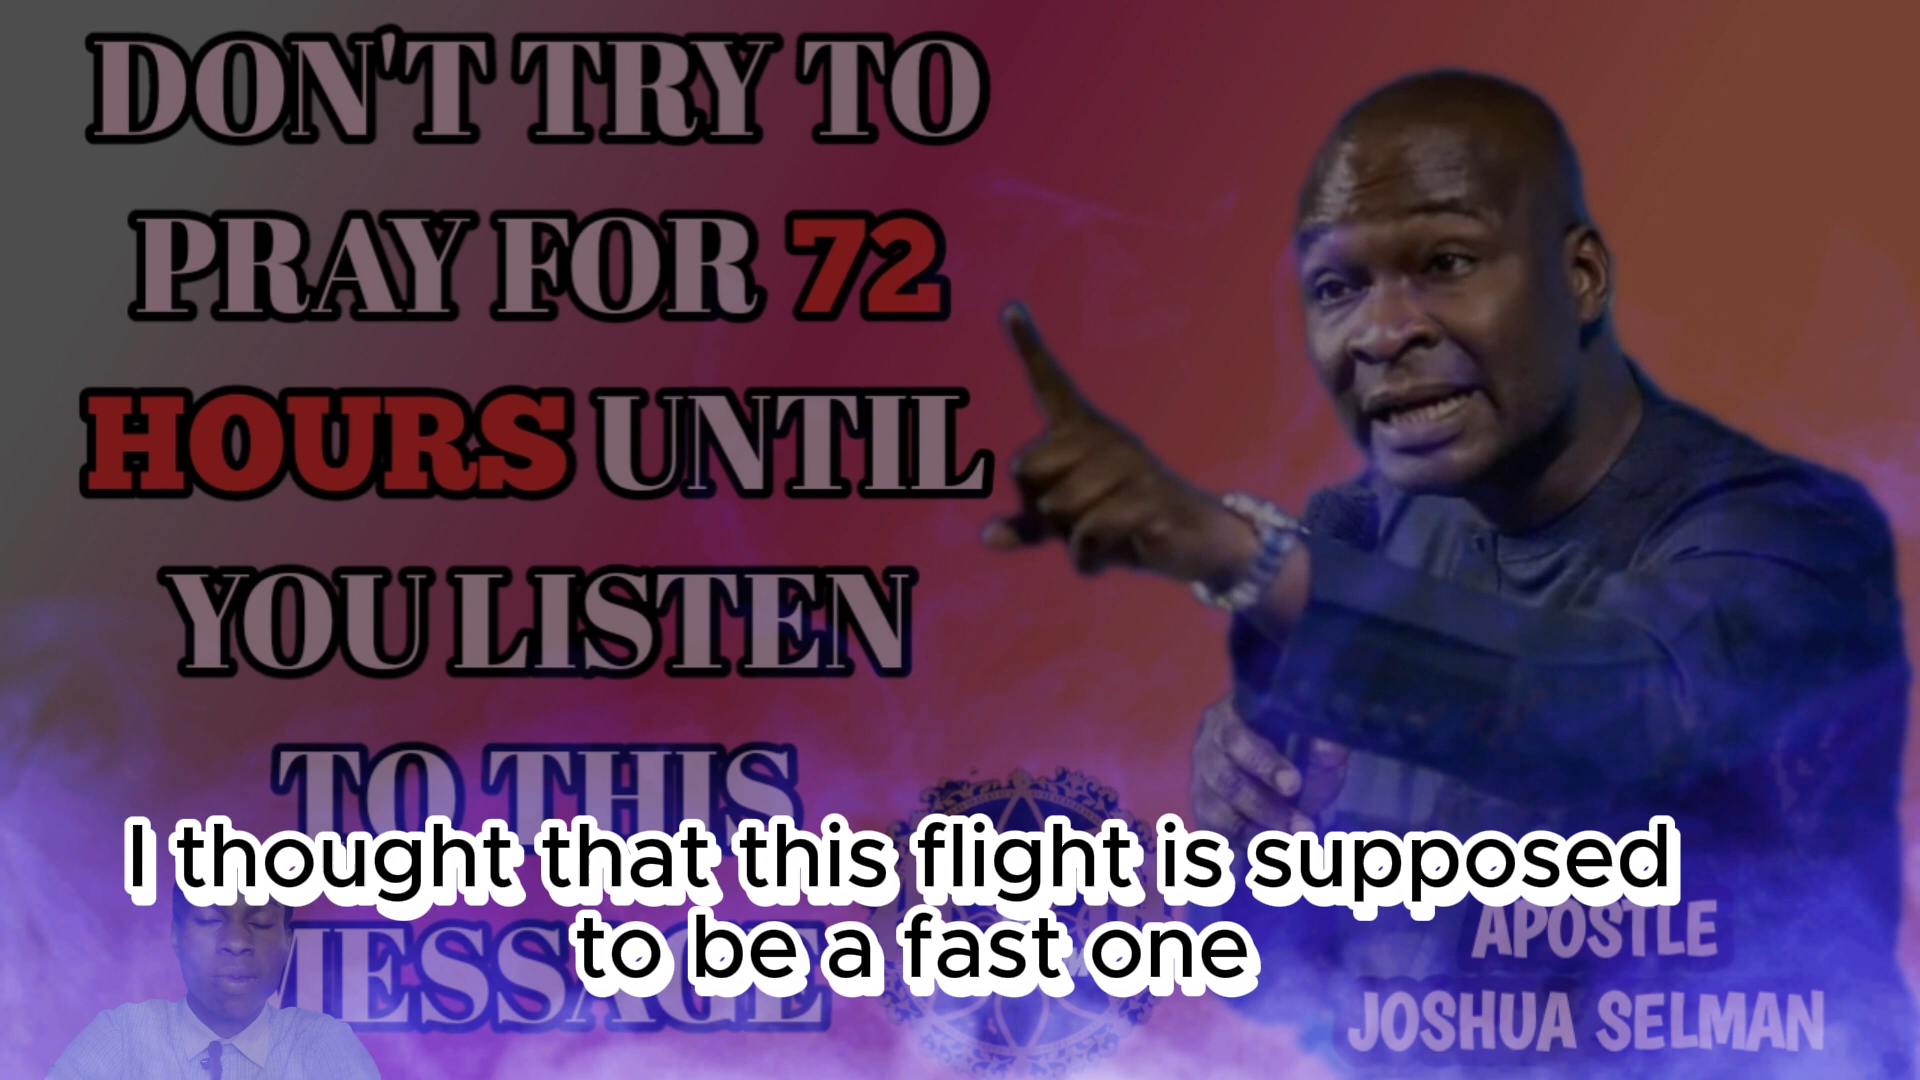 DON'T TRY TO
PRAY FOR 72
HOURS UNTIL
YOU LISTEN
TO THIS
MESSAGE
I thought that this flight is supposed
to be a fast one
APOSTLE
JOSHUA SELMAN